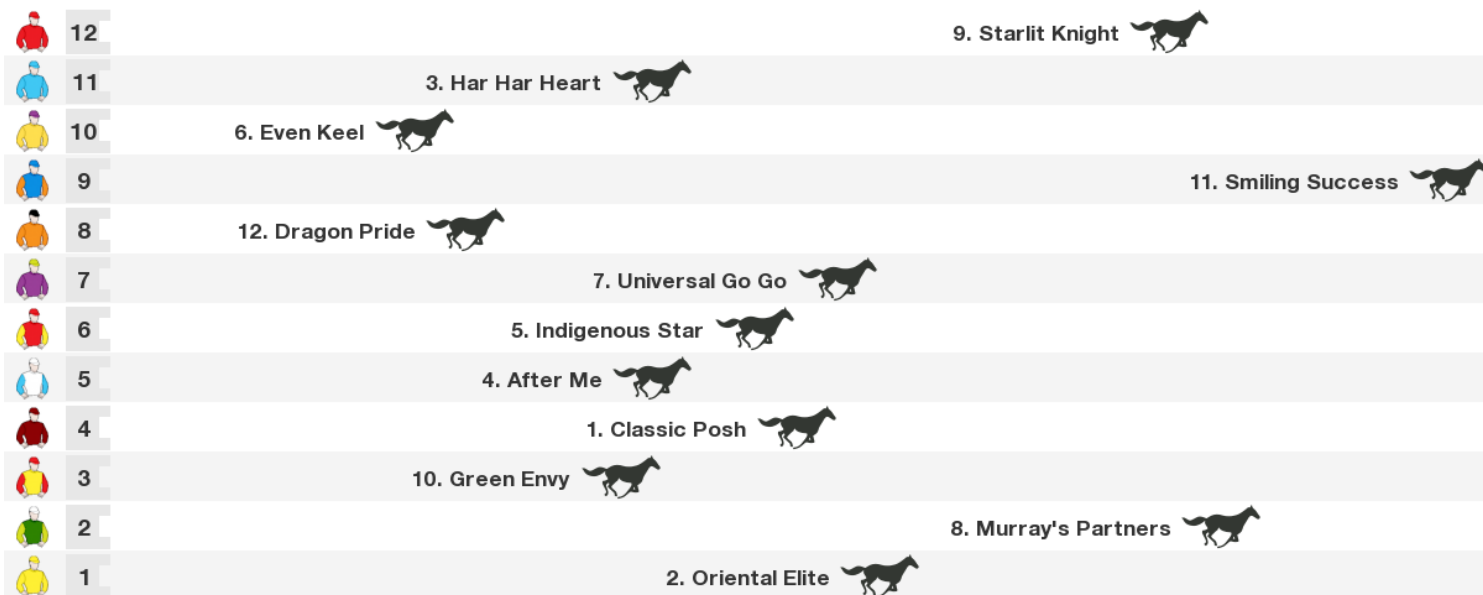 12 9. Starlit Knight
11 3. Har Har Heart
10 6. Even Keel
9 11. Smiling Success
8 12. Dragon Pride
7 7. Universal Go Go
6 5. Indigenous Star
5 4. After Me
4 1. Classic Posh
3 10. Green Envy
2 8. Murray's Partners
1 2. Oriental Elite